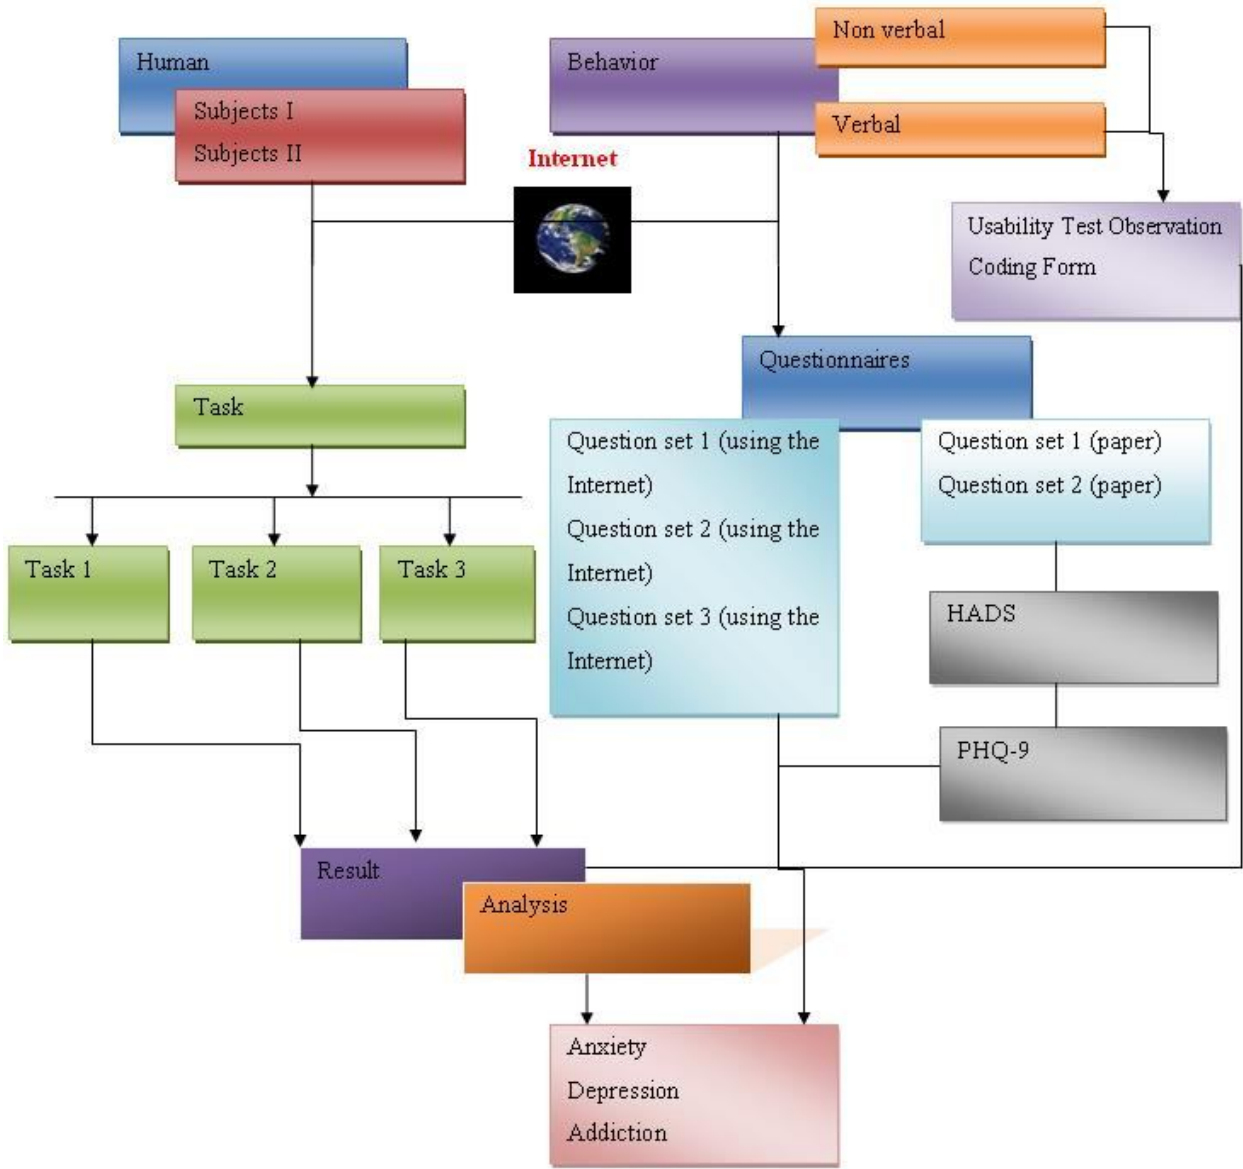 Human
Subjects I
Subjects II
Behavior
Non verbal
Verbal
Internet
Usability Test Observation
Coding Form
Questionnaires
Task
Question set 1 (using the
Internet)
Question set 2 (using the
Internet)
Question set 3 (using the
Internet)
Question set 1 (paper)
Question set 2 (paper)
Task 1
Task 2
Task 3
HADS
PHQ-9
Result
Analysis
Anxiety
Depression
Addiction